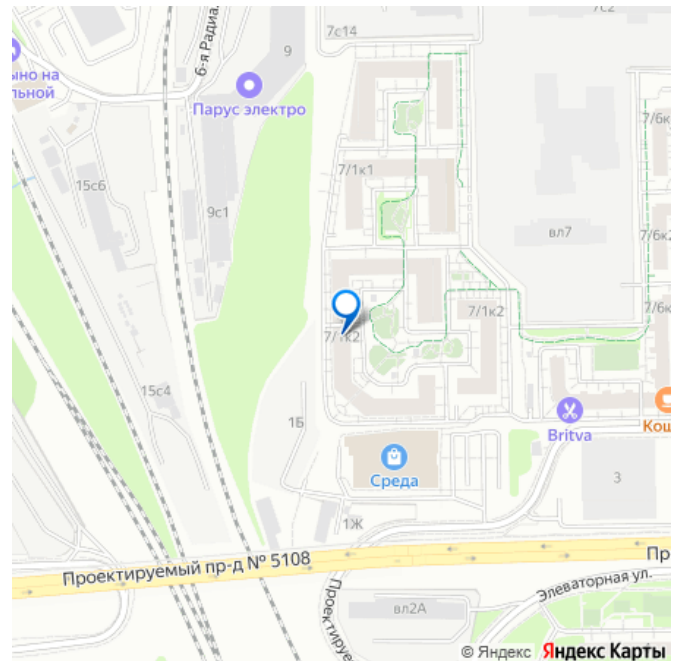 7с14
7с2
6-я Радиа
9
7/6к
ыно на
льной
Парус электро
7/1к1
15с6
9с1
вл7
7/6к2
7/1к2
7/1к2
7/6к
15с4
1Б
Britva
Кош
Среда
3
1Ж
Проектируемый пр-д № 5108
Пр
Элеваторная ул.
Проектируе
вл2А
© Яндекс Яндекс Карты